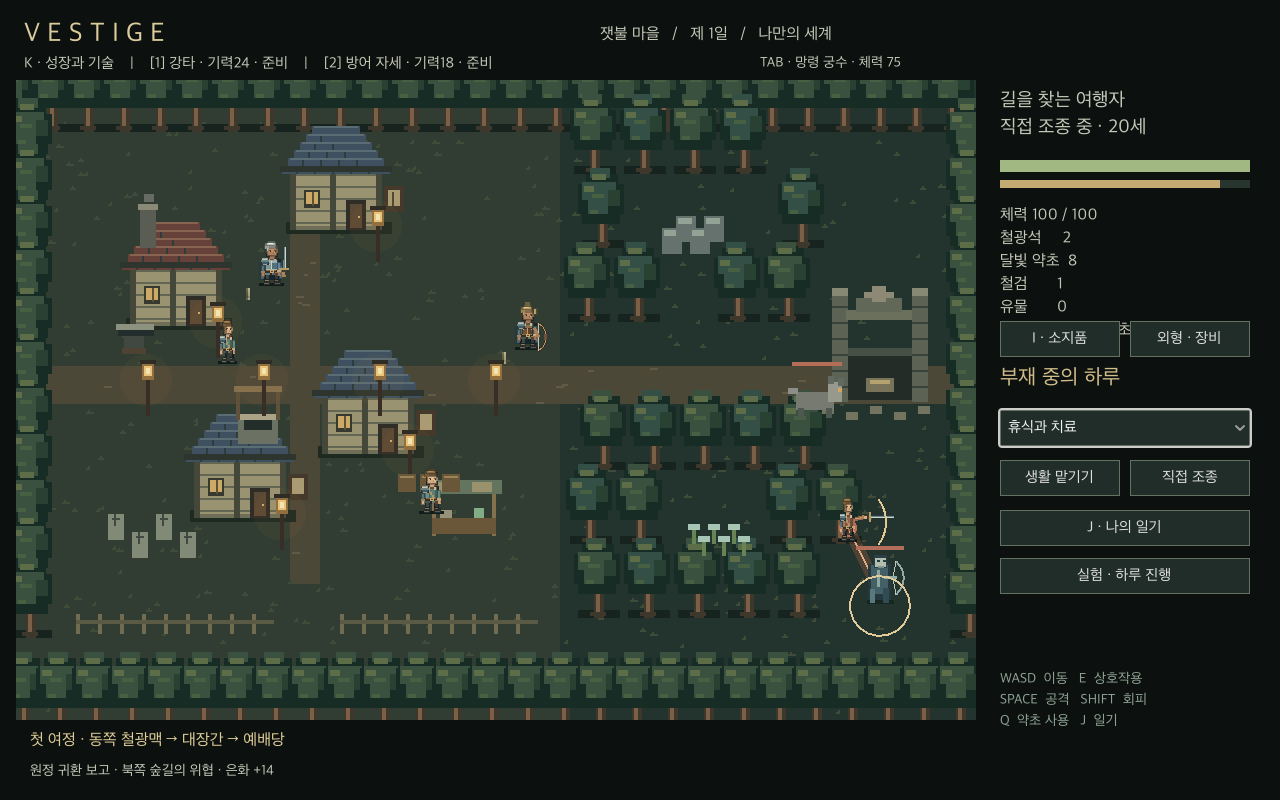 VESTIGE
잿불 마을 / 제 1일 / 나만의 세계
K · 성장과 기술 | [1] 강타 · 기력24 · 준비 | [2] 방어 자세 · 기력18 · 준비
TAB · 망령 궁수 · 체력 75
길을 찾는 여행자
직접 조종 중 · 20세
체력 100 / 100
철광석 2
달빛 약초 8
철검 1
유물 0
초
I · 소지품
외형 · 장비
부재 중의 하루
휴식과 치료
생활 맡기기
직접 조종
J · 나의 일기
실험 · 하루 진행
WASD 이동 E 상호작용
SPACE 공격 SHIFT 회피
Q 약초 사용 J 일기
첫 여정 · 동쪽 철광맥 → 대장간 → 예배당
원정 귀환 보고 · 북쪽 숲길의 위협 · 은화 +14